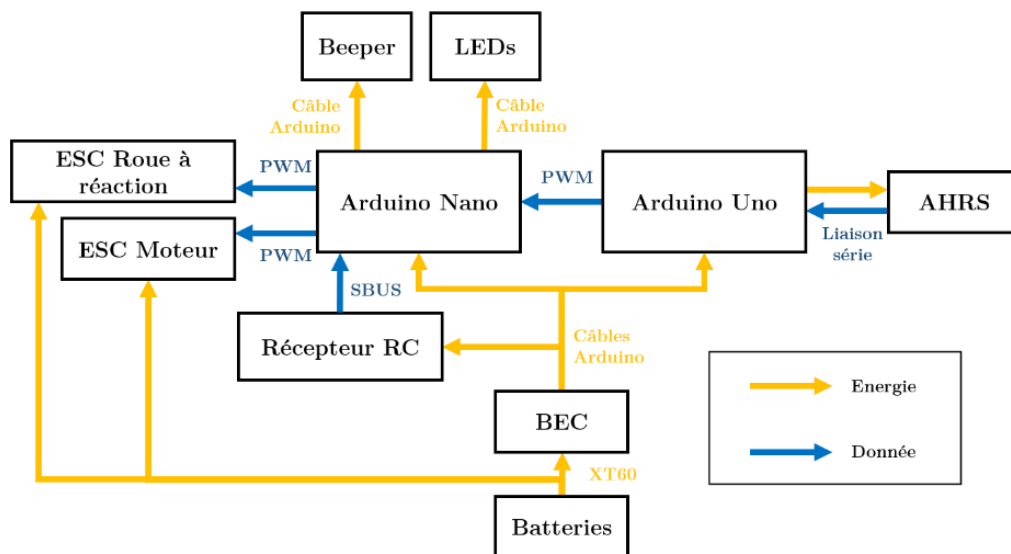 Beeper
LEDs
Câble
Arduino
Câble
Arduino
ESC Roue à
réaction
PWM
Arduino Nano
PWM
Arduino Uno
AHRS
ESC Moteur
PWM
Liaison
série
SBUS
Récepteur RC
Câbles
Arduino
Energie
BEC
Donnée
XT60
Batteries